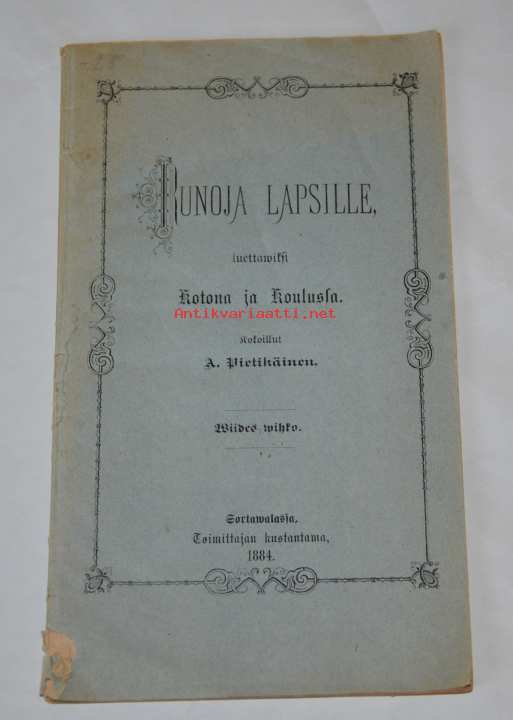 RUNOJA LAPSILLE,
luettawiksi
Kotona ja Koulussa.
Antikvariaatti.net
Kokoillut
A. Pietikäinen.
Wiides wihko.
Sortawalassa,
Toimittajan kustantama,
1884.